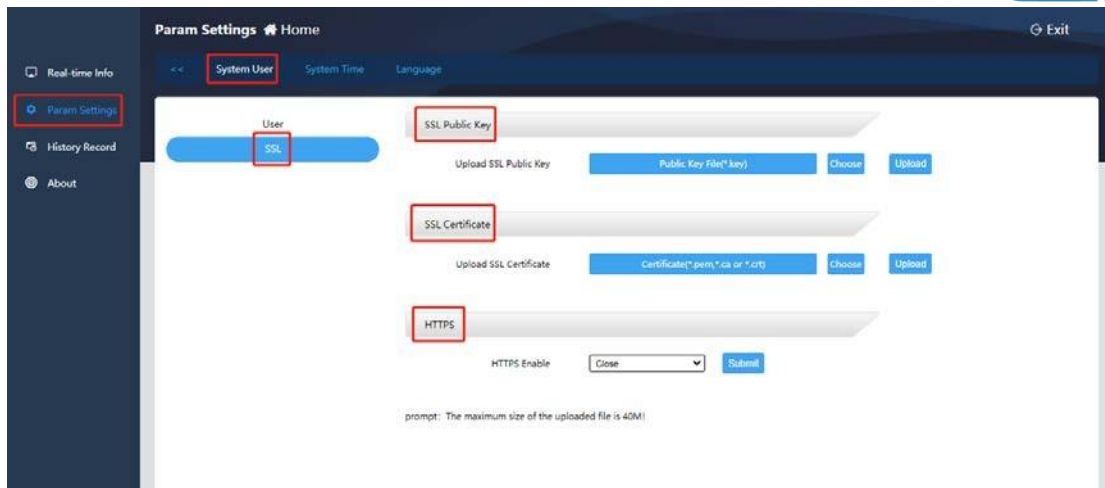 Param Settings Home
Exit
Real-time Info
<< System User System Time Language
Param Settings
User
SSL Public Key
History Record
SSL
Upload SSL Public Key Public Key File(*.key) Choose Upload
About
SSL Certificate
Upload SSL Certificate Certificate(*.pem,*.ca or *.crt) Choose Upload
HTTPS
HTTPS Enable Close Submit
prompt: The maximum size of the uploaded file is 40M!